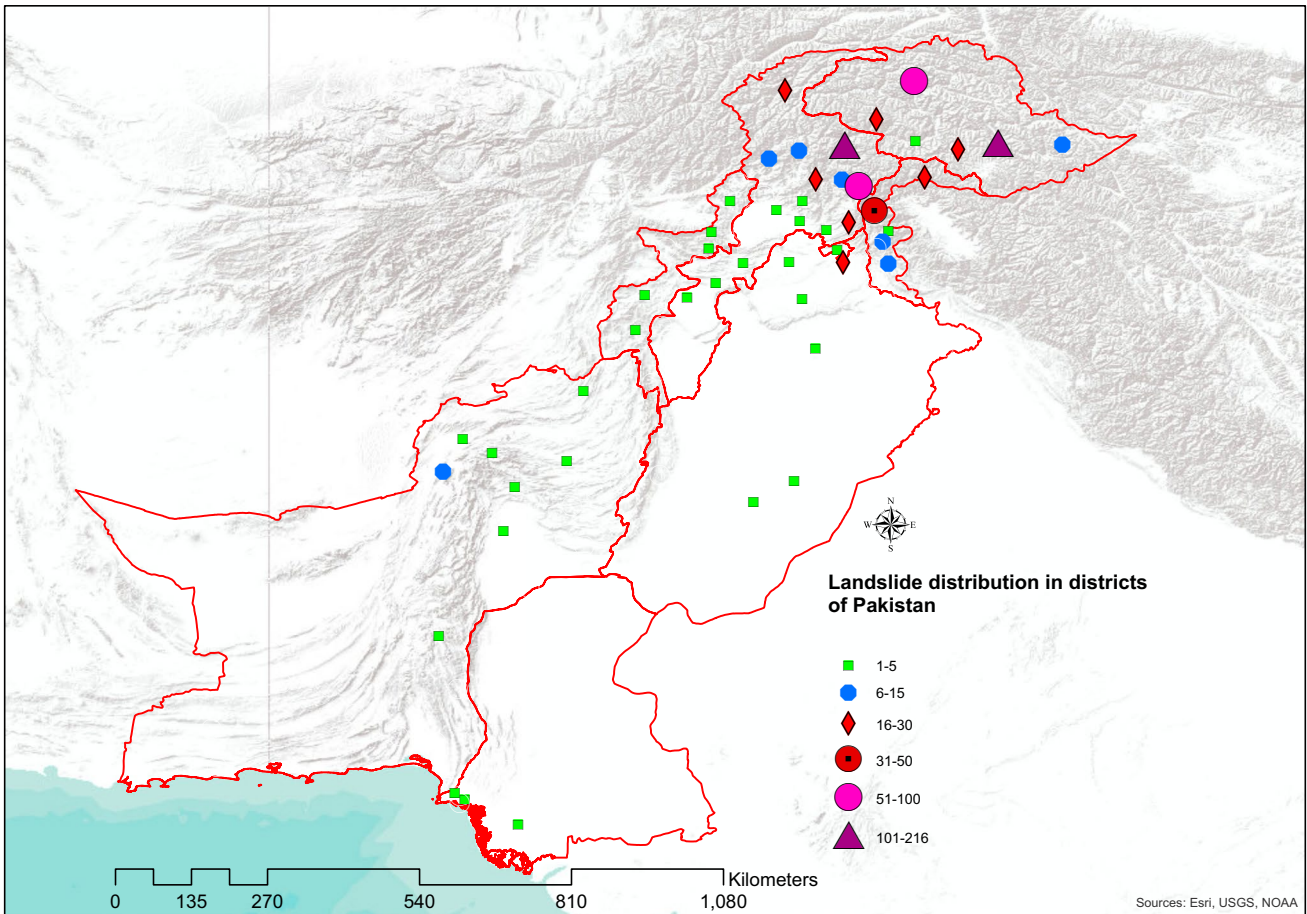 N
W E
S
Landslide distribution in districts
of Pakistan
1-5
6-15
16-30
31-50
51-100
101-216
Kilometers
0 135 270 540 810 1,080
Sources: Esri, USGS, NOAA